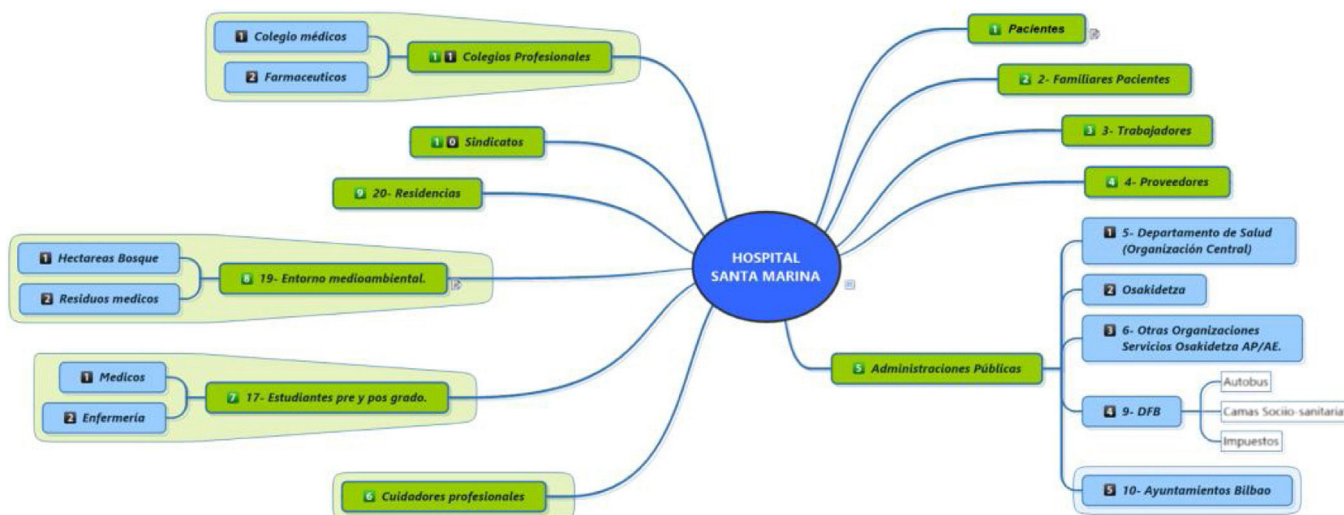 HOSPITAL
SANTA MARINA
1 Pacientes
2 2- Familiares Pacientes
3 3- Trabajadores
4 4- Proveedores
5 Administraciones Públicas
1 5- Departamento de Salud
(Organización Central)
2 Osakidetza
3 6- Otras Organizaciones
Servicios Osakidetza AP/AE.
4 9- DFB
Autobus
Camas Sociio-sanitaria
Impuestos
5 10- Ayuntamientos Bilbao
6 Cuidadores profesionales
7 17- Estudiantes pre y pos grado.
1 Medicos
2 Enfermería
8 19- Entorno medioambiental.
1 Hectareas Bosque
2 Residuos medicos
9 20- Residencias
1 0 Sindicatos
1 1 Colegios Profesionales
1 Colegio médicos
2 Farmaceuticos